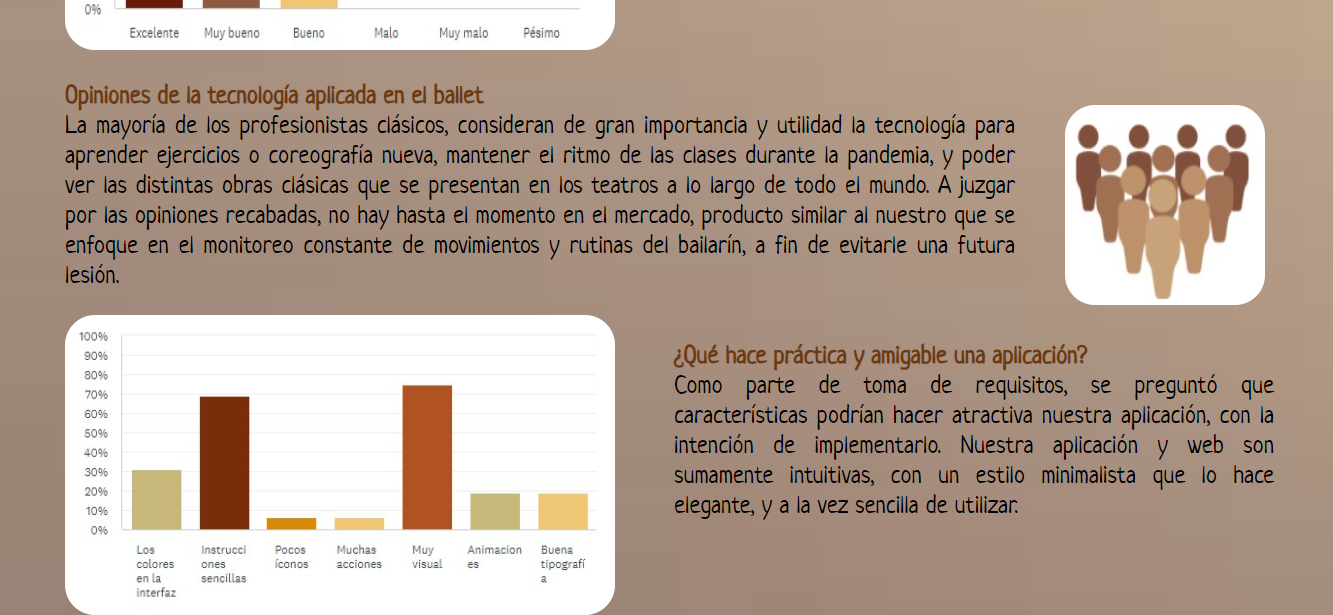 0%
Excelente Muy bueno Bueno Malo Muy malo Pésimo
Opiniones de la tecnología aplicada en el ballet
La mayoría de los profesionistas clásicos, consideran de gran importancia y utilidad la tecnología para
aprender ejercicios o coreografía nueva, mantener el ritmo de las clases durante la pandemia, y poder
ver las distintas obras clásicas que se presentan en los teatros a lo largo de todo el mundo. A juzgar
por las opiniones recabadas, no hay hasta el momento en el mercado, producto similar al nuestro que se
enfoque en el monitoreo constante de movimientos y rutinas del bailarín, a fin de evitarle una futura
lesión.
100%
90%
80%
70%
60%
50%
40%
30%
20%
10%
0%
Los
colores
en la
interfaz
Instrucci
ones
sencillas
Pocos
íconos
Muchas
acciones
Muy
visual
Animacion
es
Buena
tipografí
a
¿Qué hace práctica y amigable una aplicación?
Como parte de toma de requisitos, se preguntó que
características podrían hacer atractiva nuestra aplicación, con la
intención de implementarlo. Nuestra aplicación y web son
sumamente intuitivas, con un estilo minimalista que lo hace
elegante, y a la vez sencilla de utilizar.